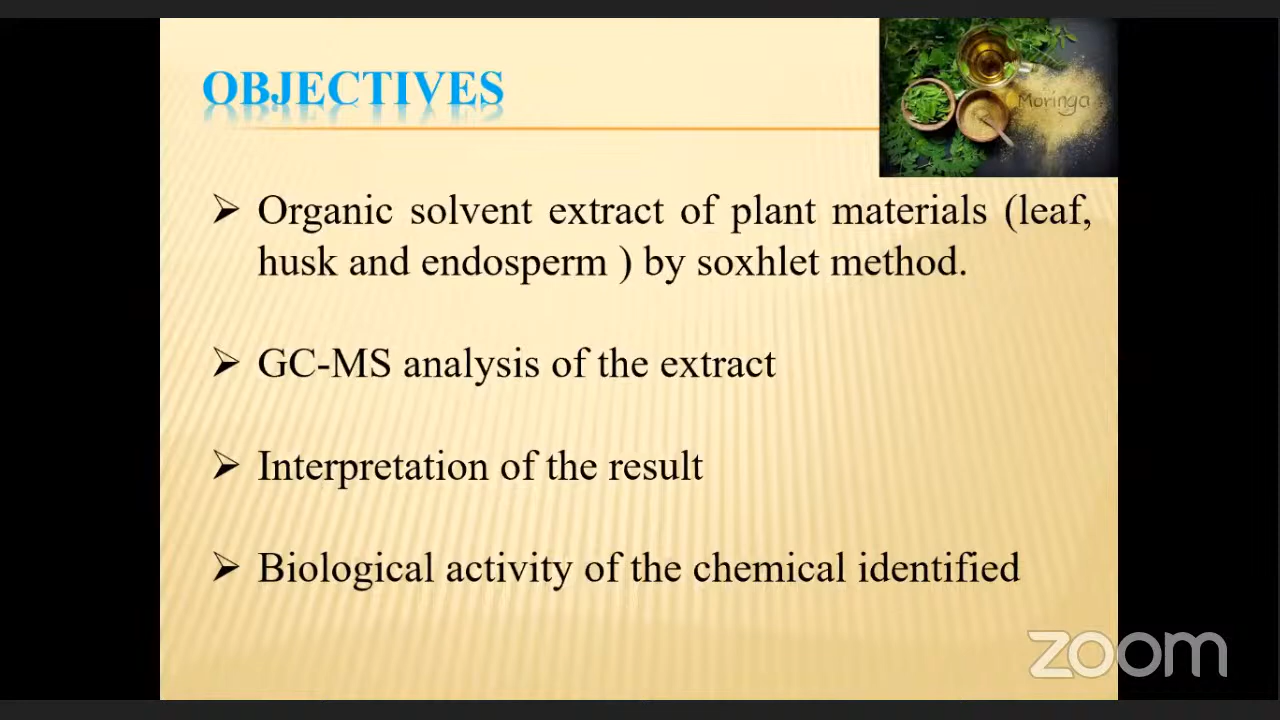 OBJECTIVES
Moringa
➢ Organic solvent extract of plant materials (leaf,
husk and endosperm ) by soxhlet method.
➢ GC-MS analysis of the extract
➢ Interpretation of the result
➢ Biological activity of the chemical identified
zoom